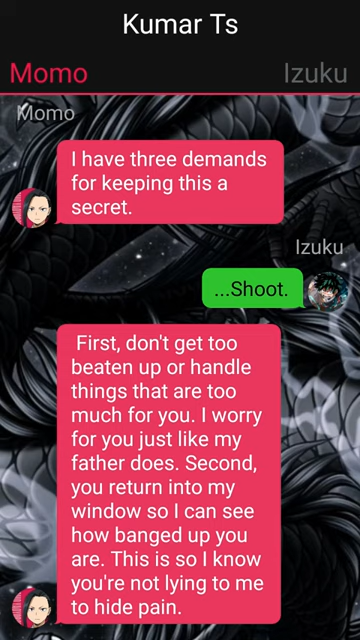 Kumar Ts
Momo Izuku
Momo
I have three demands
for keeping this a
secret.
Izuku
...Shoot.
First, don't get too
beaten up or handle
things that are too
much for you. I worry
for you just like my
father does. Second,
you return into my
window so I can see
how banged up you
are. This is so I know
you're not lying to me
to hide pain.